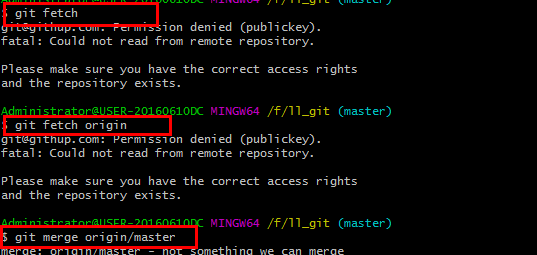 $ git fetch
git@githup.com: Permission denied (publickey).
fatal: Could not read from remote repository.
Please make sure you have the correct access rights
and the repository exists.
Administrator@USER-20160610DC MINGW64 /f/ll_git (master)
$ git fetch origin
git@githup.com: Permission denied (publickey).
fatal: Could not read from remote repository.
Please make sure you have the correct access rights
and the repository exists.
Administrator@USER-20160610DC MINGW64 /f/ll_git (master)
$ git merge origin/master
merge: origin/master - not something we can merge